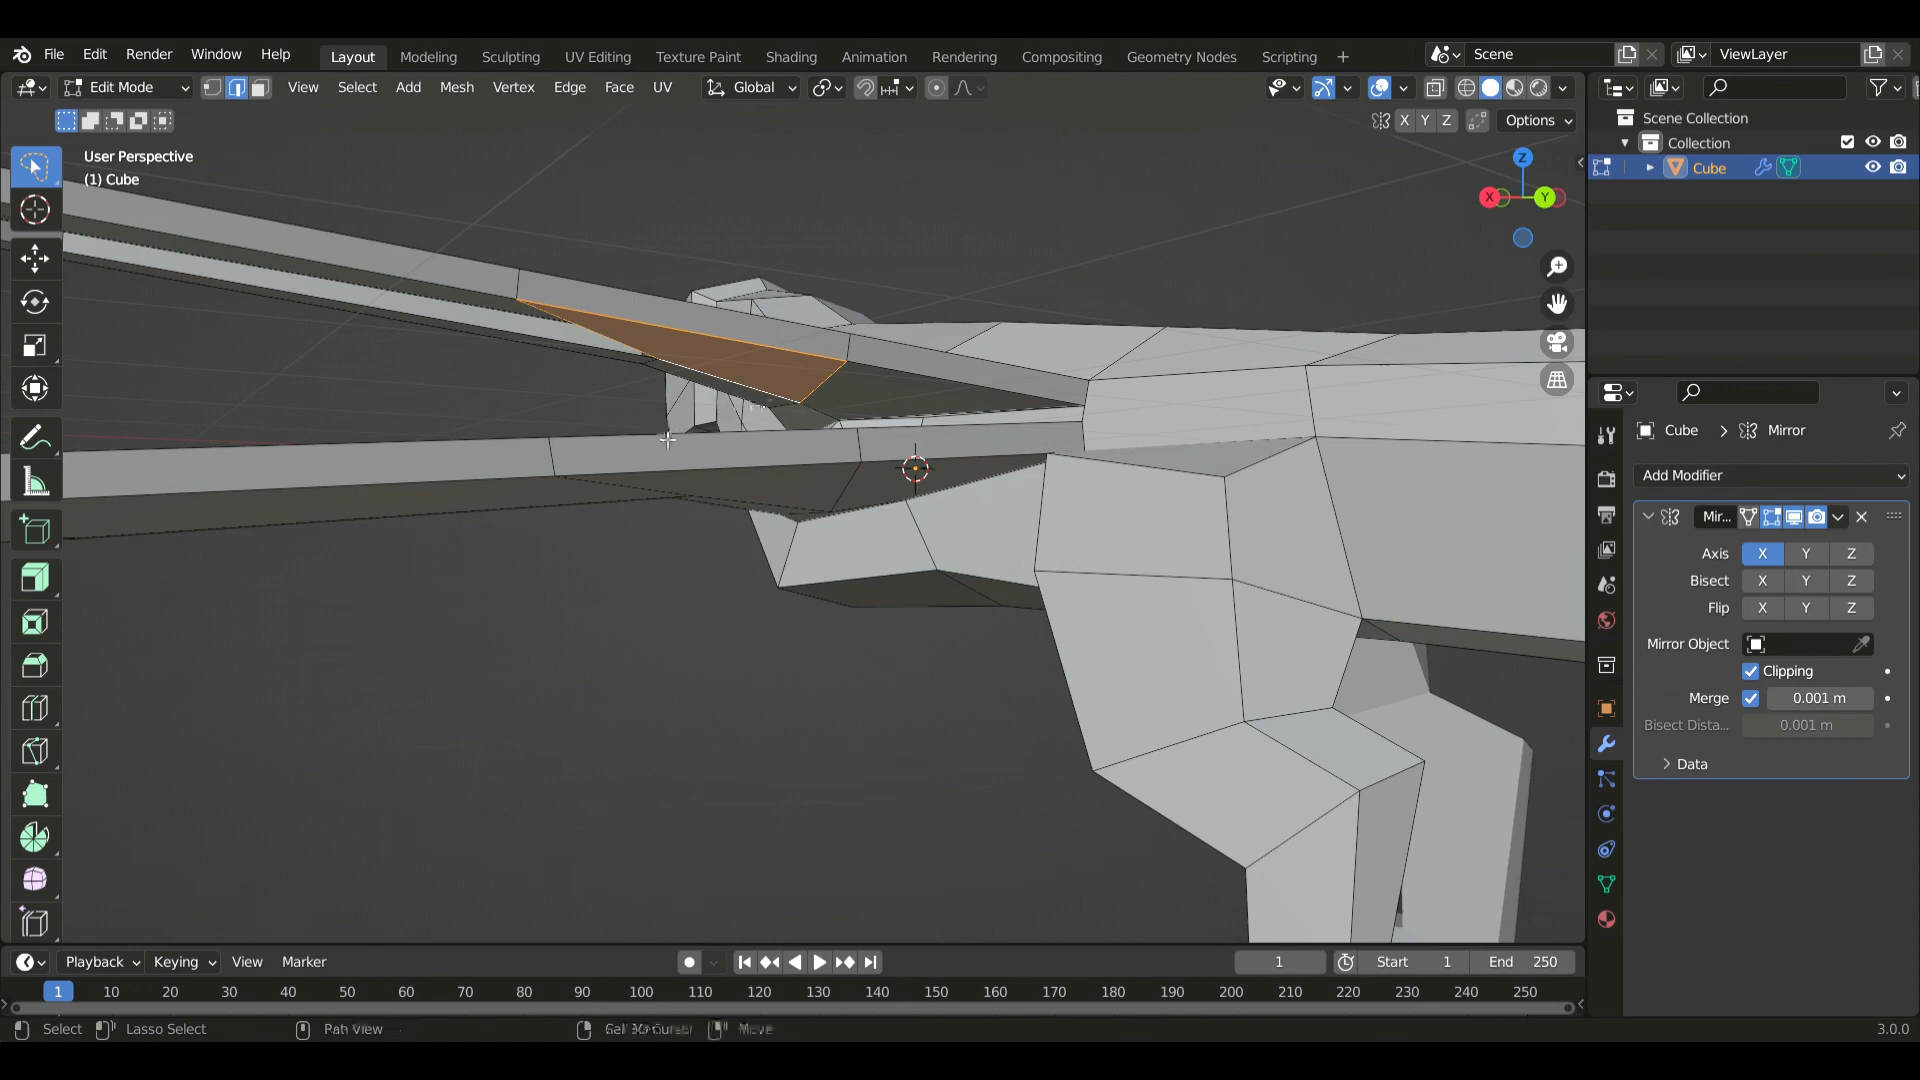 File Edit Render Window Help Layout Modeling Sculpting UV Editing Texture Paint Shading Animation Rendering Compositing Geometry Nodes Scripting + Scene ViewLayer
Edit Mode View Select Add Mesh Vertex Edge Face UV Global
X Y Z Options
User Perspective
(1) Cube
Z
X Y
Scene Collection
Collection
Cube
Cube > Mirror
Add Modifier
Mir...
Axis X Y Z
Bisect X Y Z
Flip X Y Z
Mirror Object
Clipping
Merge 0.001 m
Bisect Dista... 0.001 m
Data
Playback Keying View Marker 1 Start 1 End 250
1 10 20 30 40 50 60 70 80 90 100 110 120 130 140 150 160 170 180 190 200 210 220 230 240 250
Select Lasso Select View 3.0.0